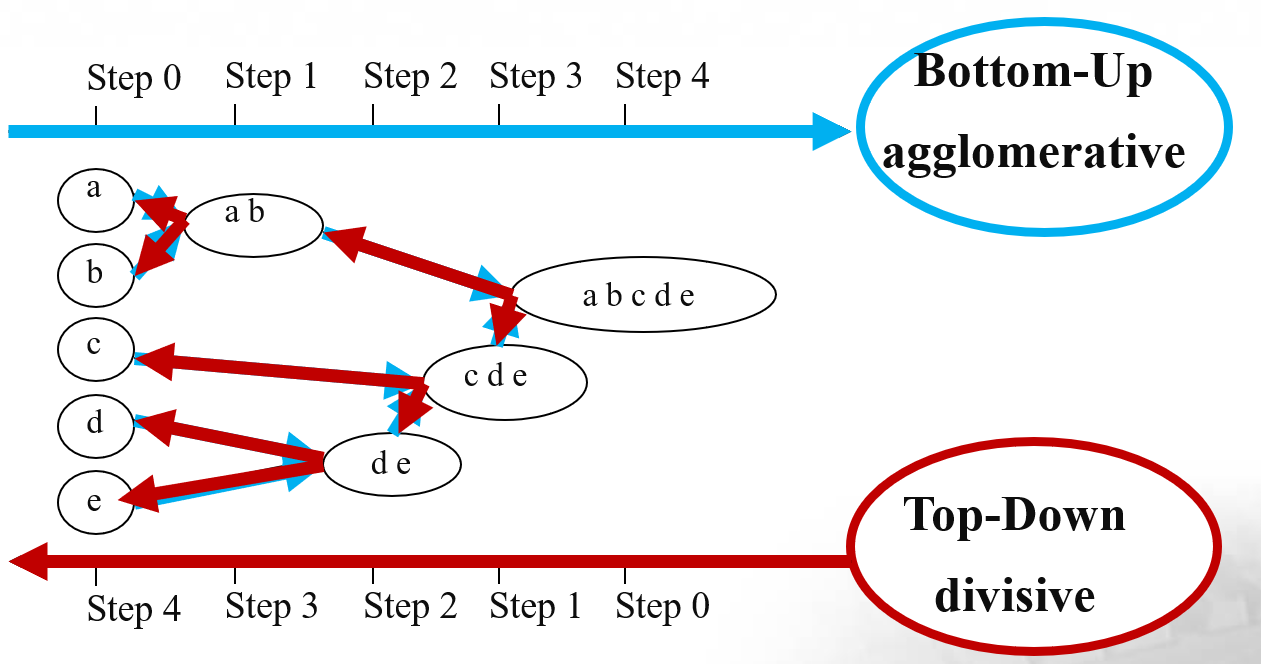 Step 0 Step 1 Step 2 Step 3 Step 4
Bottom-Up
agglomerative
a
a b
b
a b c d e
c
c d e
d
d e
e
Top-Down
divisive
Step 4 Step 3 Step 2 Step 1 Step 0